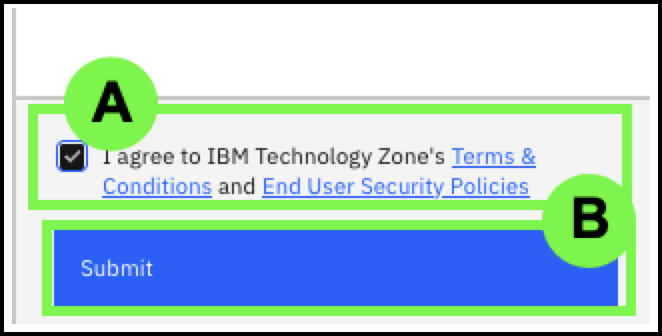 A
I agree to IBM Technology Zone's Terms &
Conditions and End User Security Policies
B
Submit